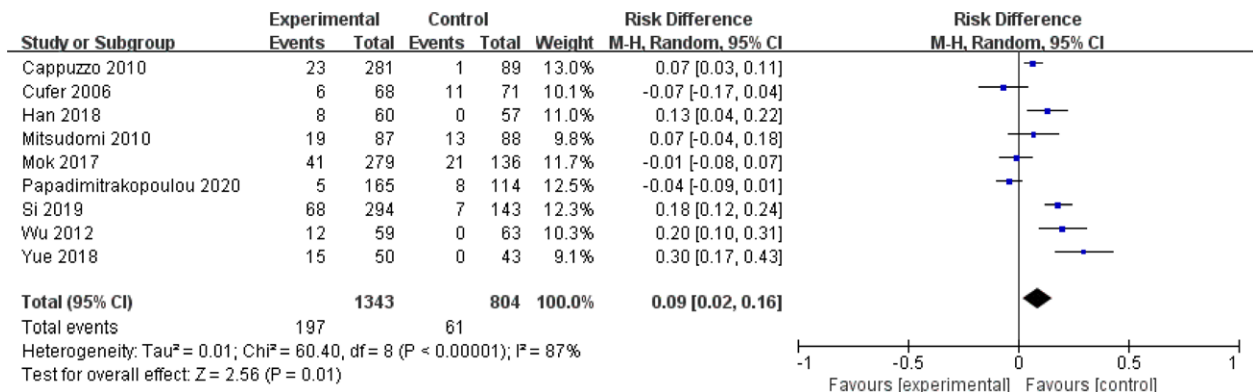 Experimental Control Risk Difference Risk Difference
Study or Subgroup Events Total Events Total Weight M-H, Random, 95% CI M-H, Random, 95% CI
Cappuzzo 2010 23 281 1 89 13.0% 0.07 [0.03, 0.11]
Cufer 2006 6 68 11 71 10.1% -0.07 [-0.17, 0.04]
Han 2018 8 60 0 57 11.0% 0.13 [0.04, 0.22]
Mitsudomi 2010 19 87 13 88 9.8% 0.07 [-0.04, 0.18]
Mok 2017 41 279 21 136 11.7% -0.01 [-0.08, 0.07]
Papadimitrakopoulou 2020 5 165 8 114 12.5% -0.04 [-0.09, 0.01]
Si 2019 68 294 7 143 12.3% 0.18 [0.12, 0.24]
Wu 2012 12 59 0 63 10.3% 0.20 [0.10, 0.31]
Yue 2018 15 50 0 43 9.1% 0.30 [0.17, 0.43]
Total (95% CI) 1343 804 100.0% 0.09 [0.02, 0.16]
Total events 197 61
Heterogeneity: Tau² = 0.01; Chi² = 60.40, df = 8 (P < 0.00001); I² = 87%
Test for overall effect: Z = 2.56 (P = 0.01)
-1 -0.5 0 0.5 1
Favours [experimental] Favours [control]